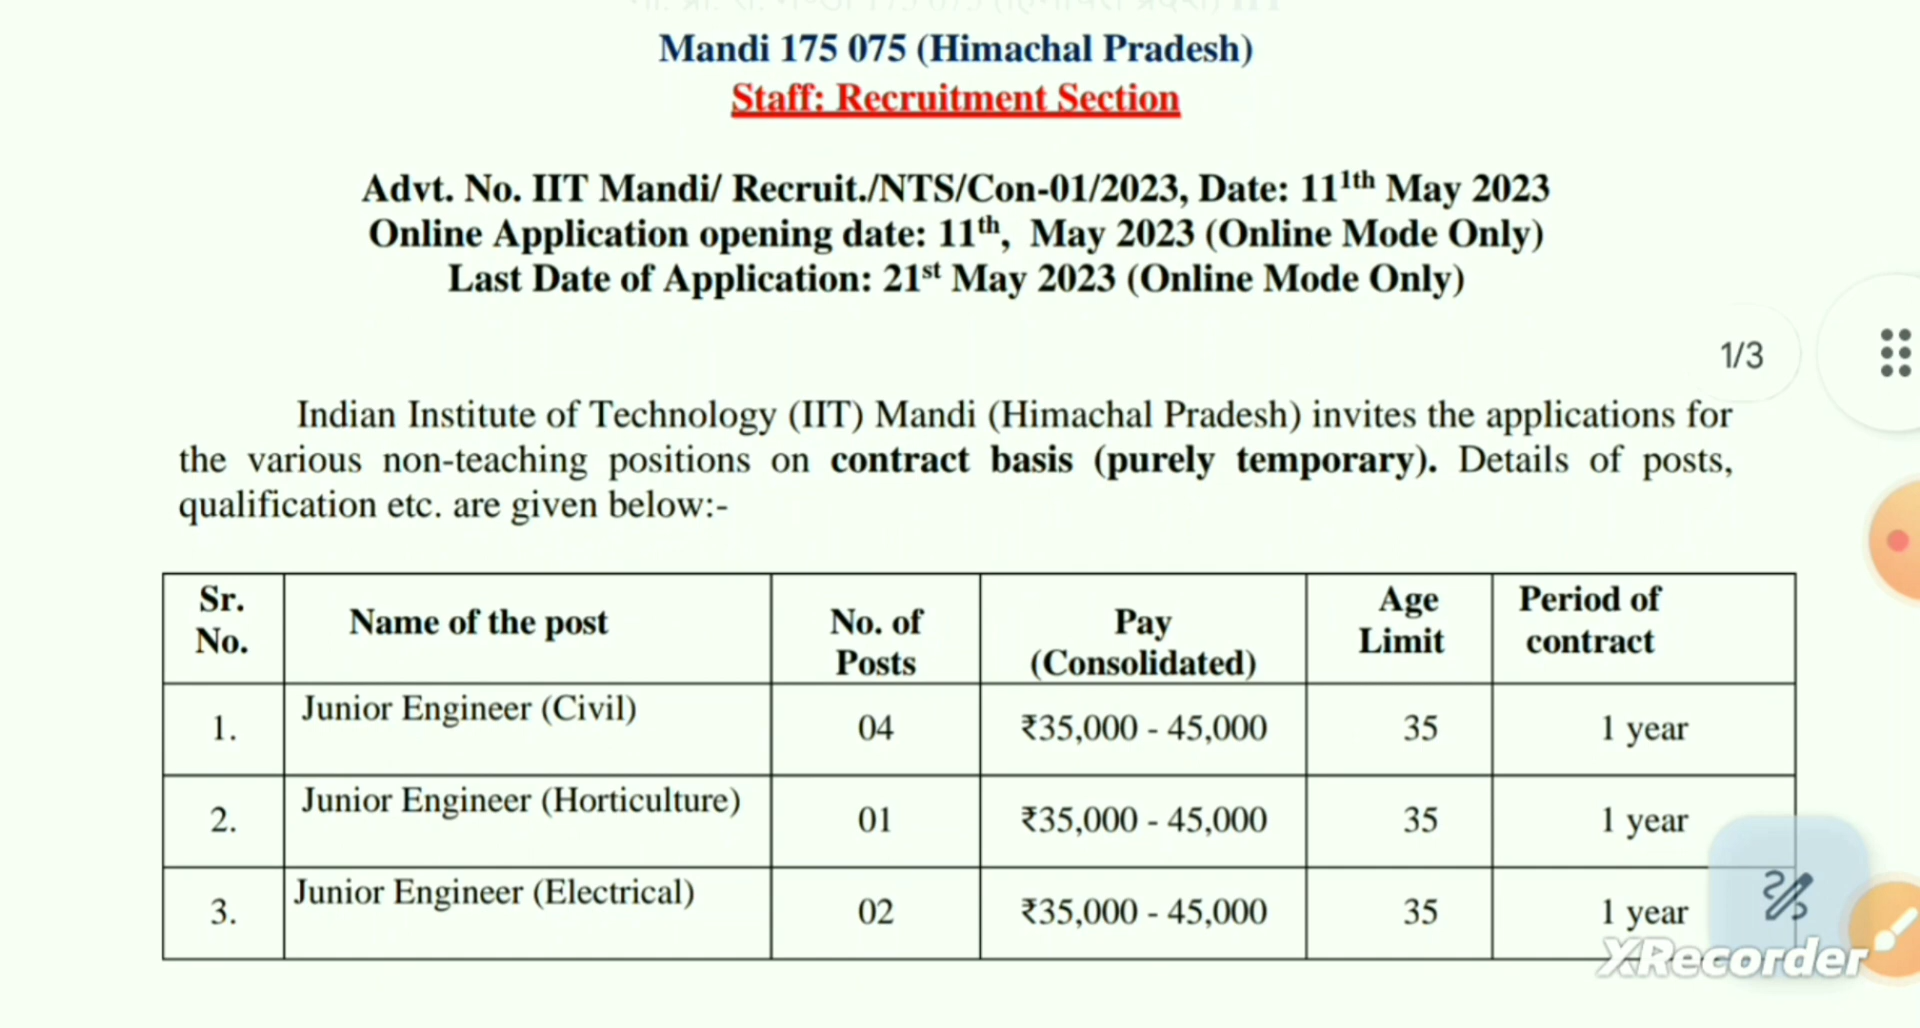 Mandi 175 075 (Himachal Pradesh)
Staff: Recruitment Section
Advt. No. IIT Mandi/ Recruit./NTS/Con-01/2023, Date: 11¹ᵗʰ May 2023
Online Application opening date: 11ᵗʰ, May 2023 (Online Mode Only)
Last Date of Application: 21ˢᵗ May 2023 (Online Mode Only)
1/3
Indian Institute of Technology (IIT) Mandi (Himachal Pradesh) invites the applications for
the various non-teaching positions on contract basis (purely temporary). Details of posts,
qualification etc. are given below:-
Sr. No. Name of the post No. of Posts Pay (Consolidated) Age Limit Period of contract
1. Junior Engineer (Civil) 04 ₹35,000 - 45,000 35 1 year
2. Junior Engineer (Horticulture) 01 ₹35,000 - 45,000 35 1 year
3. Junior Engineer (Electrical) 02 ₹35,000 - 45,000 35 1 year
XRecorder